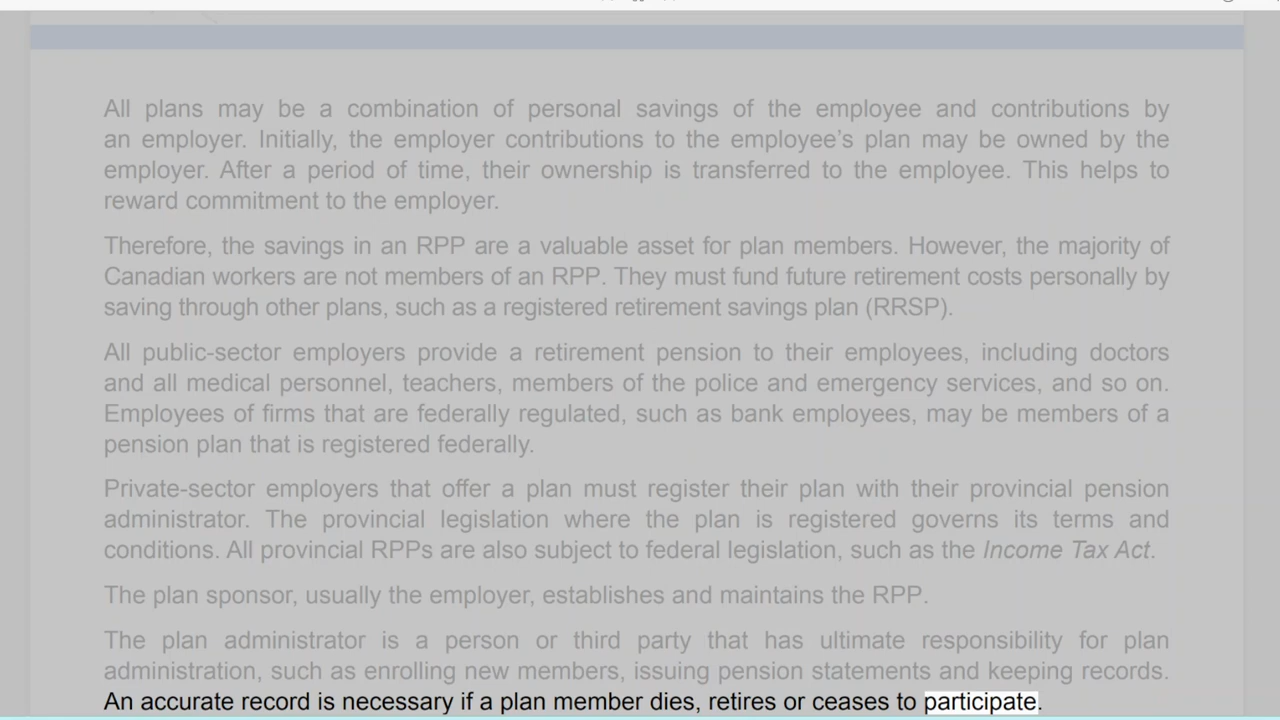 All plans may be a combination of personal savings of the employee and contributions by
an employer. Initially, the employer contributions to the employee’s plan may be owned by the
employer. After a period of time, their ownership is transferred to the employee. This helps to
reward commitment to the employer.
Therefore, the savings in an RPP are a valuable asset for plan members. However, the majority of
Canadian workers are not members of an RPP. They must fund future retirement costs personally by
saving through other plans, such as a registered retirement savings plan (RRSP).
All public-sector employers provide a retirement pension to their employees, including doctors
and all medical personnel, teachers, members of the police and emergency services, and so on.
Employees of firms that are federally regulated, such as bank employees, may be members of a
pension plan that is registered federally.
Private-sector employers that offer a plan must register their plan with their provincial pension
administrator. The provincial legislation where the plan is registered governs its terms and
conditions. All provincial RPPs are also subject to federal legislation, such as the Income Tax Act.
The plan sponsor, usually the employer, establishes and maintains the RPP.
The plan administrator is a person or third party that has ultimate responsibility for plan
administration, such as enrolling new members, issuing pension statements and keeping records.
An accurate record is necessary if a plan member dies, retires or ceases to participate.